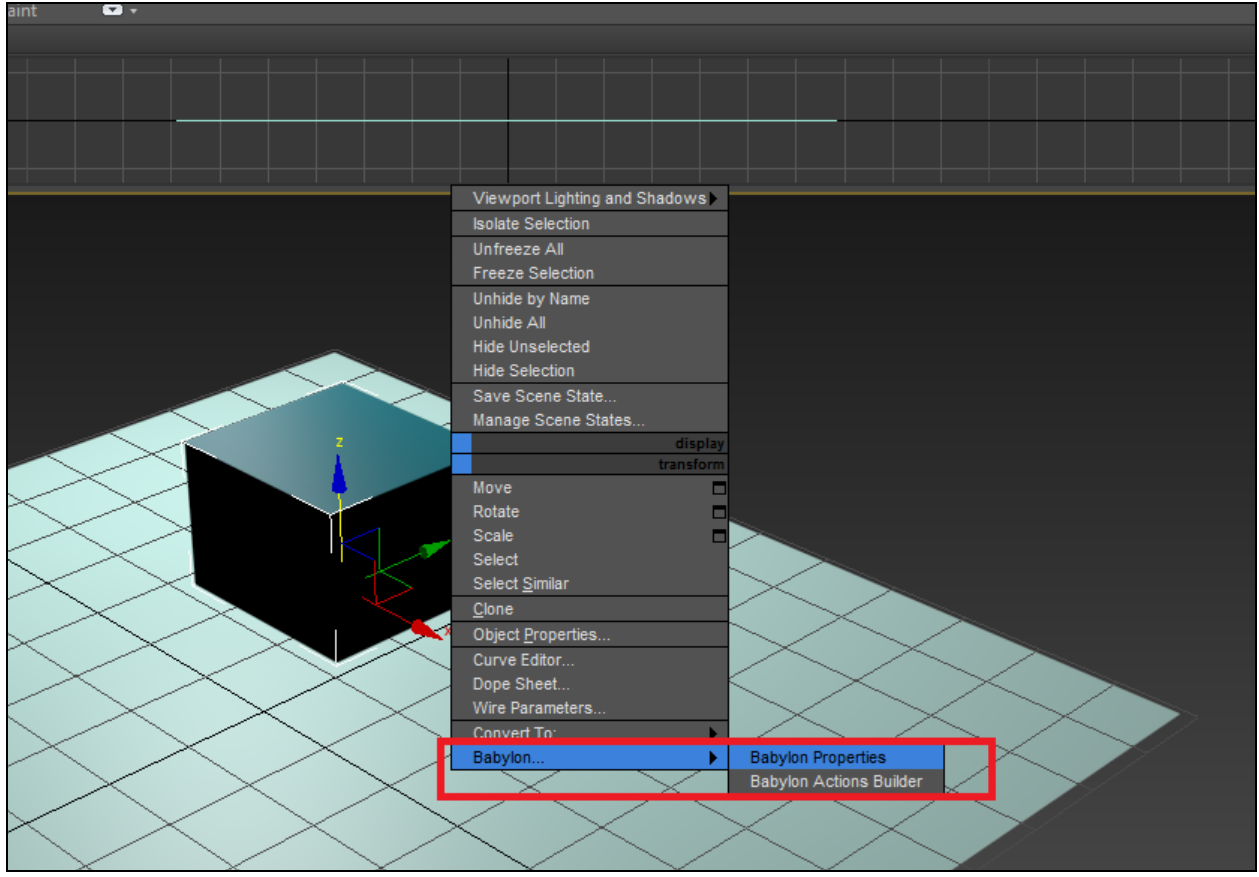 aint
Viewport Lighting and Shadows
Isolate Selection
Unfreeze All
Freeze Selection
Unhide by Name
Unhide All
Hide Unselected
Hide Selection
Save Scene State...
Manage Scene States...
display
transform
Move
Rotate
Scale
Select
Select Similar
Clone
Object Properties...
Curve Editor...
Dope Sheet...
Wire Parameters...
Convert To:
Babylon...
Babylon Properties
Babylon Actions Builder
z
x